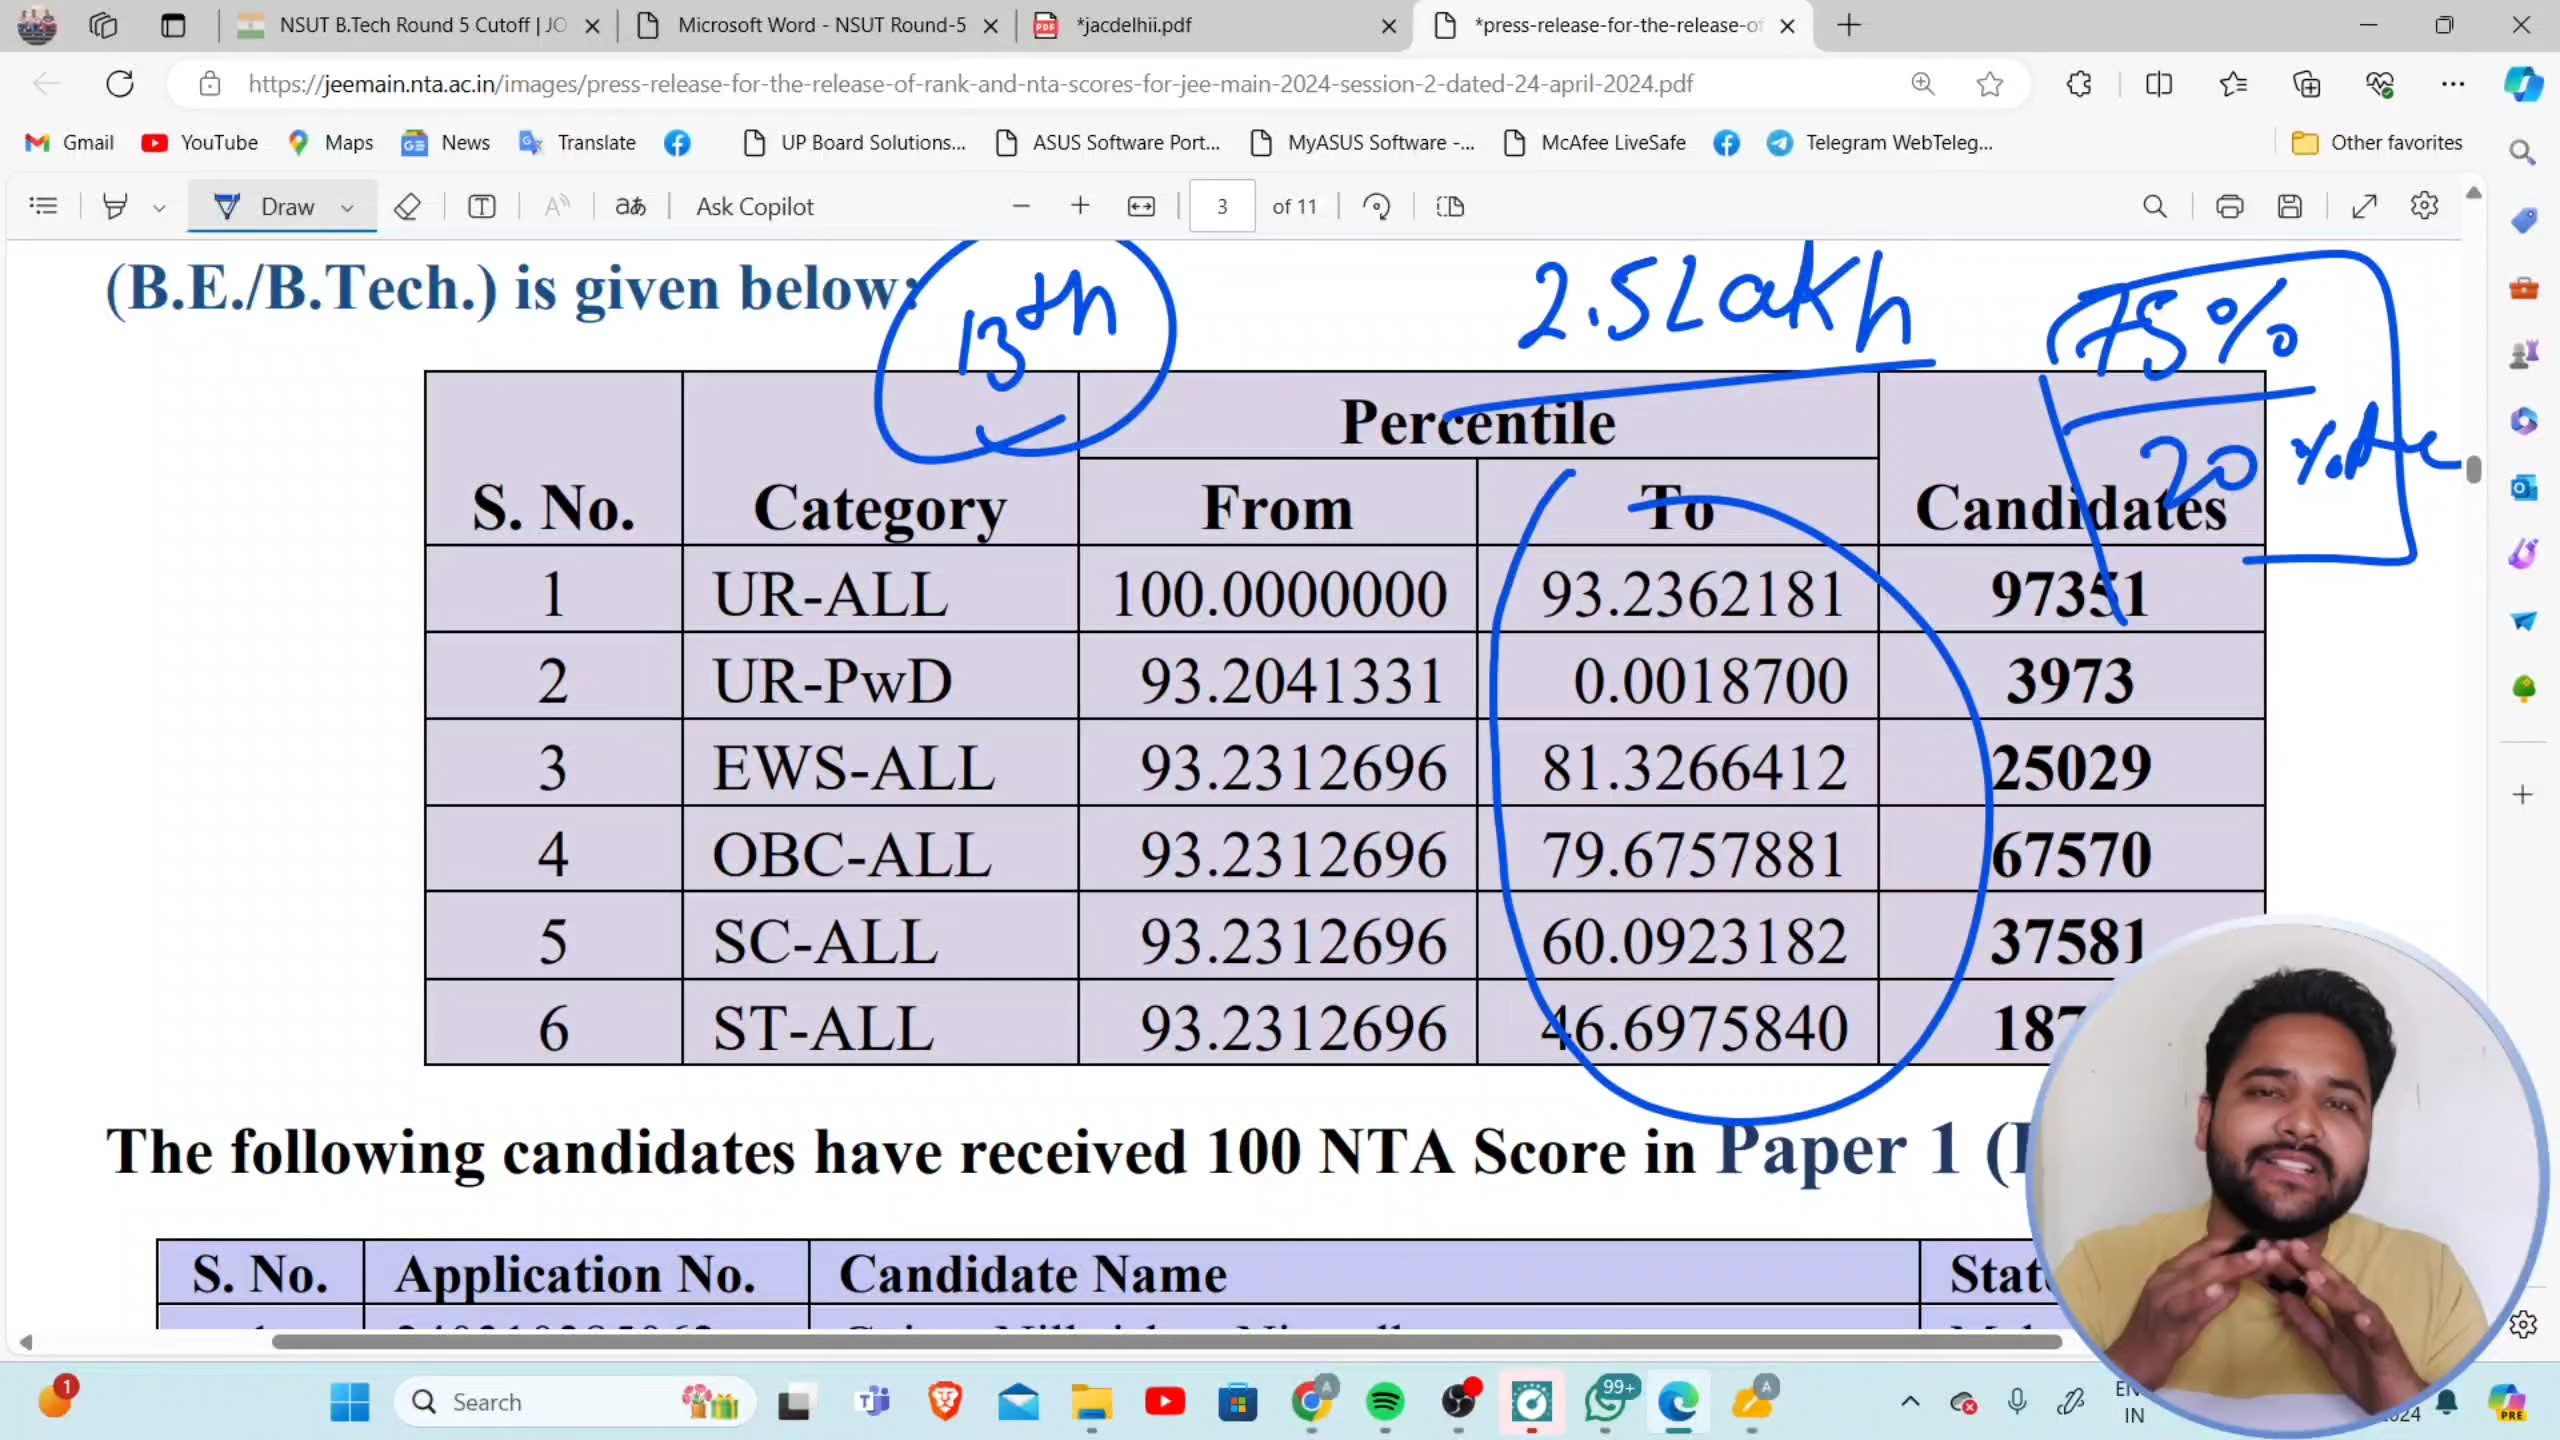 NSUT B.Tech Round 5 Cutoff | JO
Microsoft Word - NSUT Round-5
*jacdelhii.pdf
*press-release-for-the-release-of
https://jeemain.nta.ac.in/images/press-release-for-the-release-of-rank-and-nta-scores-for-jee-main-2024-session-2-dated-24-april-2024.pdf
Gmail YouTube Maps News Translate UP Board Solutions... ASUS Software Port... MyASUS Software -... McAfee LiveSafe Telegram WebTeleg... Other favorites
Draw Ask Copilot 3 of 11
(B.E./B.Tech.) is given below:
13th
2.5 Lakh
75%
20
S. No. Category Percentile Candidates
From To
1 UR-ALL 100.0000000 93.2362181 97351
2 UR-PwD 93.2041331 0.0018700 3973
3 EWS-ALL 93.2312696 81.3266412 25029
4 OBC-ALL 93.2312696 79.6757881 67570
5 SC-ALL 93.2312696 60.0923182 37581
6 ST-ALL 93.2312696 46.6975840 187
The following candidates have received 100 NTA Score in Paper 1 (
S. No. Application No. Candidate Name State
1 Search 99+ EN
IN
PRE